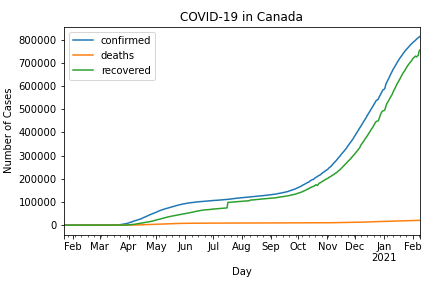 COVID-19 in Canada
confirmed
deaths
recovered
Number of Cases
800000
700000
600000
500000
400000
300000
200000
100000
0
Feb Mar Apr May Jun Jul Aug Sep Oct Nov Dec Jan Feb
2021
Day